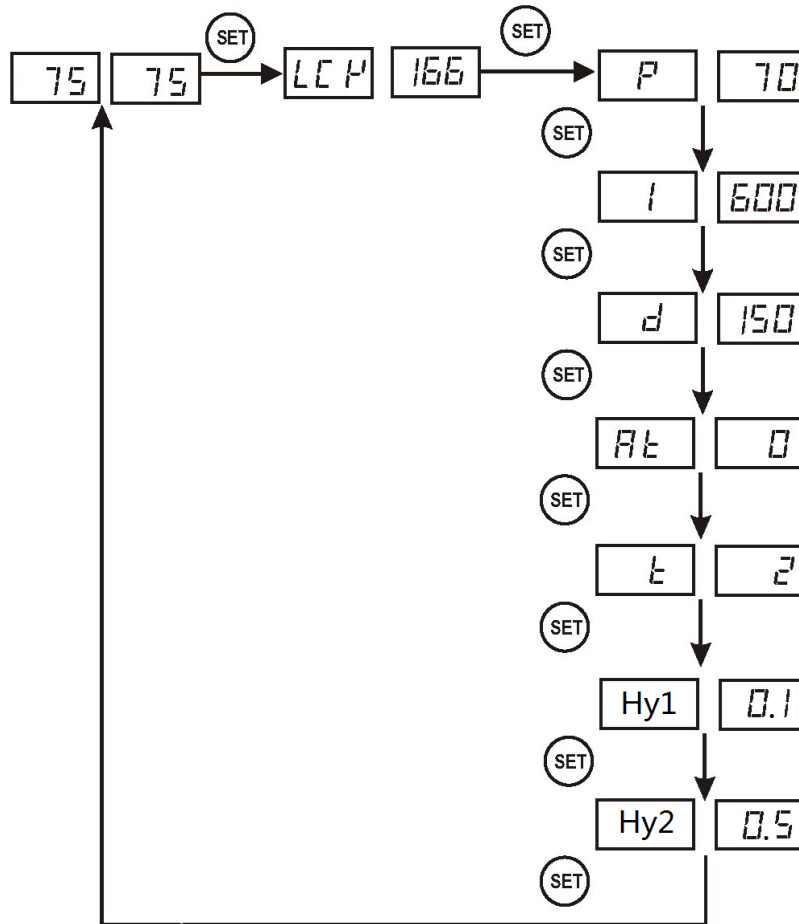 SET SET
75 75 LCK 166 P 70
SET
I 600
SET
d 150
SET
At 0
SET
t 2
SET
Hy1 0.1
SET
Hy2 0.5
SET